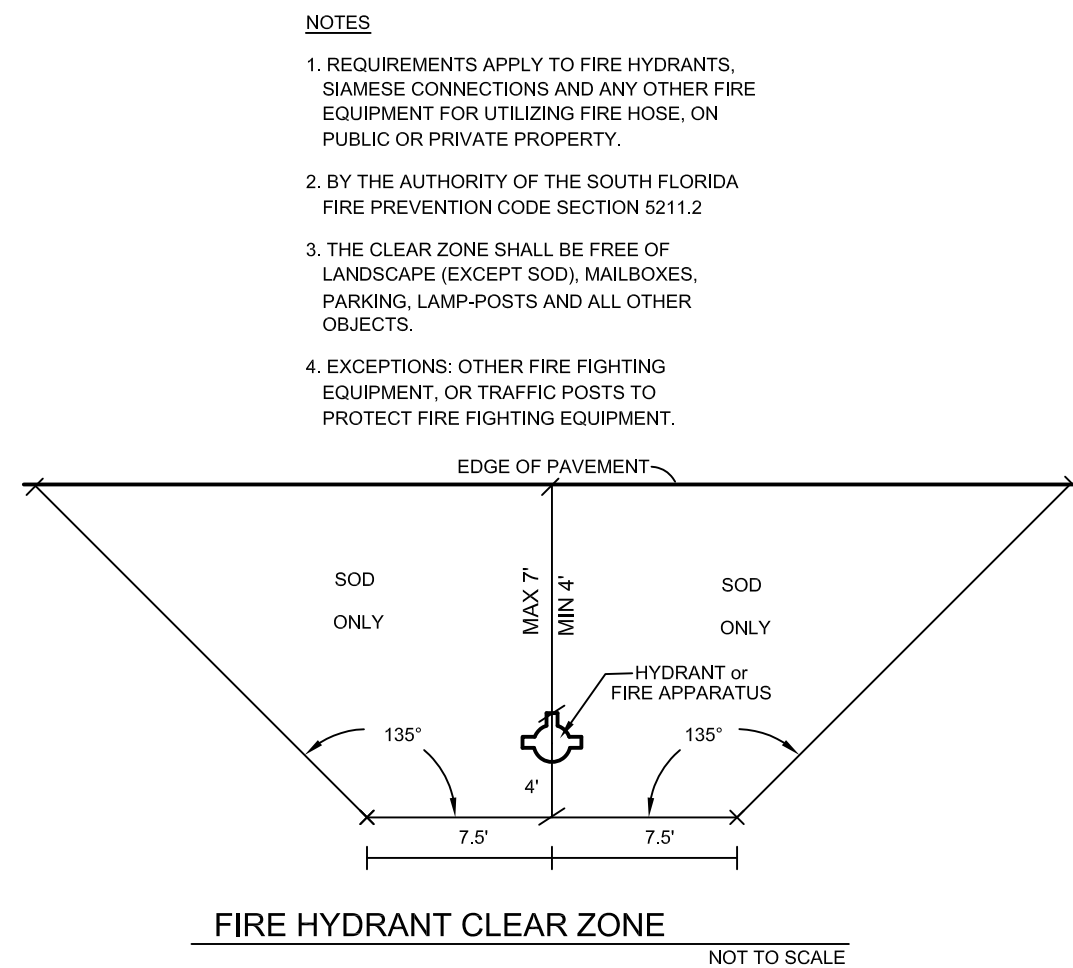 NOTES
1. REQUIREMENTS APPLY TO FIRE HYDRANTS,
SIAMESE CONNECTIONS AND ANY OTHER FIRE
EQUIPMENT FOR UTILIZING FIRE HOSE, ON
PUBLIC OR PRIVATE PROPERTY.
2. BY THE AUTHORITY OF THE SOUTH FLORIDA
FIRE PREVENTION CODE SECTION 5211.2
3. THE CLEAR ZONE SHALL BE FREE OF
LANDSCAPE (EXCEPT SOD), MAILBOXES,
PARKING, LAMP-POSTS AND ALL OTHER
OBJECTS.
4. EXCEPTIONS: OTHER FIRE FIGHTING
EQUIPMENT, OR TRAFFIC POSTS TO
PROTECT FIRE FIGHTING EQUIPMENT.
EDGE OF PAVEMENT
SOD
ONLY
MAX 7'
MIN 4'
SOD
ONLY
HYDRANT or
FIRE APPARATUS
135°
135°
4'
7.5'
7.5'
FIRE HYDRANT CLEAR ZONE
NOT TO SCALE